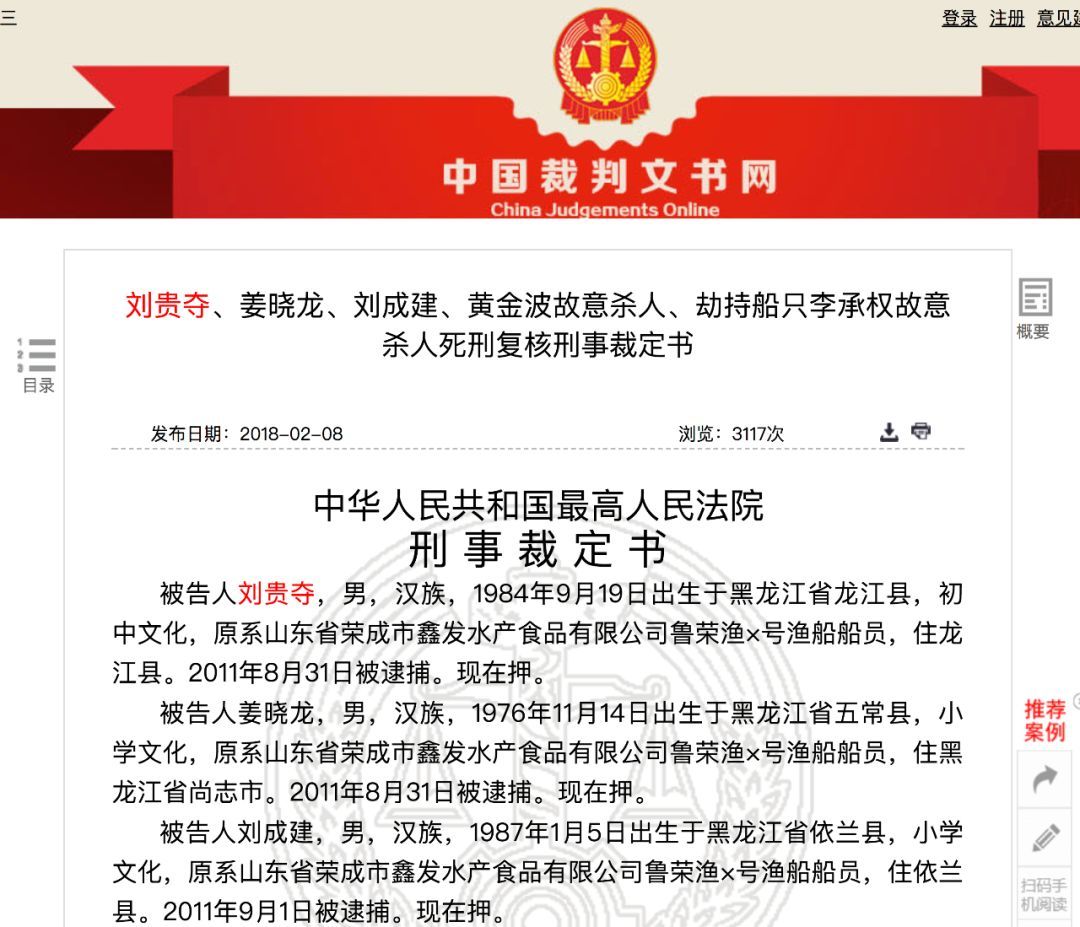 三
登录 注册 意见建
中国裁判文书网
China Judgements Online
刘贵夺、姜晓龙、刘成建、黄金波故意杀人、劫持船只李承权故意
杀人死刑复核刑事裁定书
概要
1
2
3
目录
发布日期：2018-02-08
浏览：3117次
中华人民共和国最高人民法院
刑事裁定书
被告人刘贵夺，男，汉族，1984年9月19日出生于黑龙江省龙江县，初
中文化，原系山东省荣成市鑫发水产食品有限公司鲁荣渔×号渔船船员，住龙
江县。2011年8月31日被逮捕。现在押。
被告人姜晓龙，男，汉族，1976年11月14日出生于黑龙江省五常县，小
学文化，原系山东省荣成市鑫发水产食品有限公司鲁荣渔×号渔船船员，住黑
龙江省尚志市。2011年8月31日被逮捕。现在押。
被告人刘成建，男，汉族，1987年1月5日出生于黑龙江省依兰县，小学
文化，原系山东省荣成市鑫发水产食品有限公司鲁荣渔×号渔船船员，住依兰
县。2011年9月1日被逮捕。现在押。
推荐
案例
扫码手
机阅读